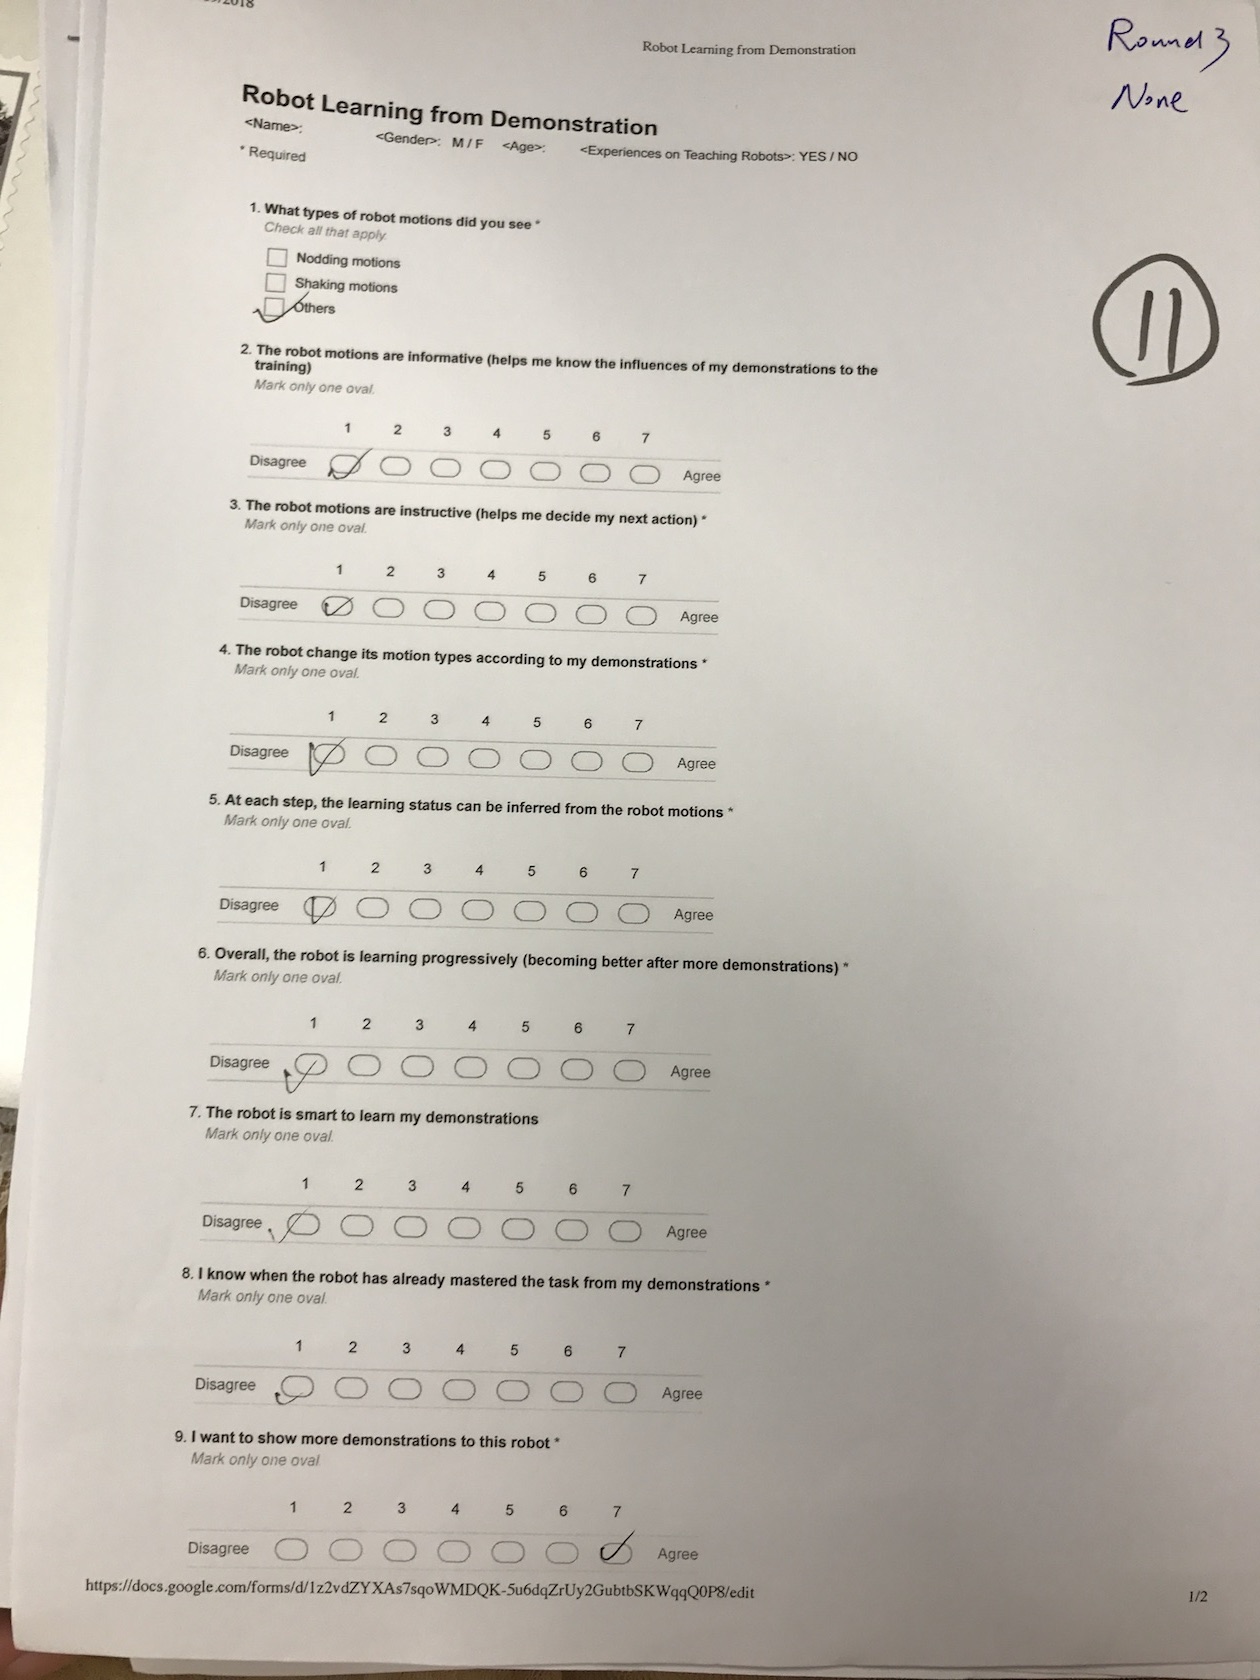 Robot Learning from Demonstration
Round 3
None
Robot Learning from Demonstration
<Name>: <Gender>: M / F <Age>: <Experiences on Teaching Robots>: YES / NO
* Required
11
1. What types of robot motions did you see *
Check all that apply.
Nodding motions
Shaking motions
Others
2. The robot motions are informative (helps me know the influences of my demonstrations to the
training)
Mark only one oval.
1 2 3 4 5 6 7
Disagree Agree
3. The robot motions are instructive (helps me decide my next action) *
Mark only one oval.
1 2 3 4 5 6 7
Disagree Agree
4. The robot change its motion types according to my demonstrations *
Mark only one oval.
1 2 3 4 5 6 7
Disagree Agree
5. At each step, the learning status can be inferred from the robot motions *
Mark only one oval.
1 2 3 4 5 6 7
Disagree Agree
6. Overall, the robot is learning progressively (becoming better after more demonstrations) *
Mark only one oval.
1 2 3 4 5 6 7
Disagree Agree
7. The robot is smart to learn my demonstrations
Mark only one oval.
1 2 3 4 5 6 7
Disagree Agree
8. I know when the robot has already mastered the task from my demonstrations *
Mark only one oval.
1 2 3 4 5 6 7
Disagree Agree
9. I want to show more demonstrations to this robot *
Mark only one oval.
1 2 3 4 5 6 7
Disagree Agree
https://docs.google.com/forms/d/1z2vdZYXAs7sqoWMDQK-5u6dqZrUy2GubtbSKWqqQ0P8/edit
1/2